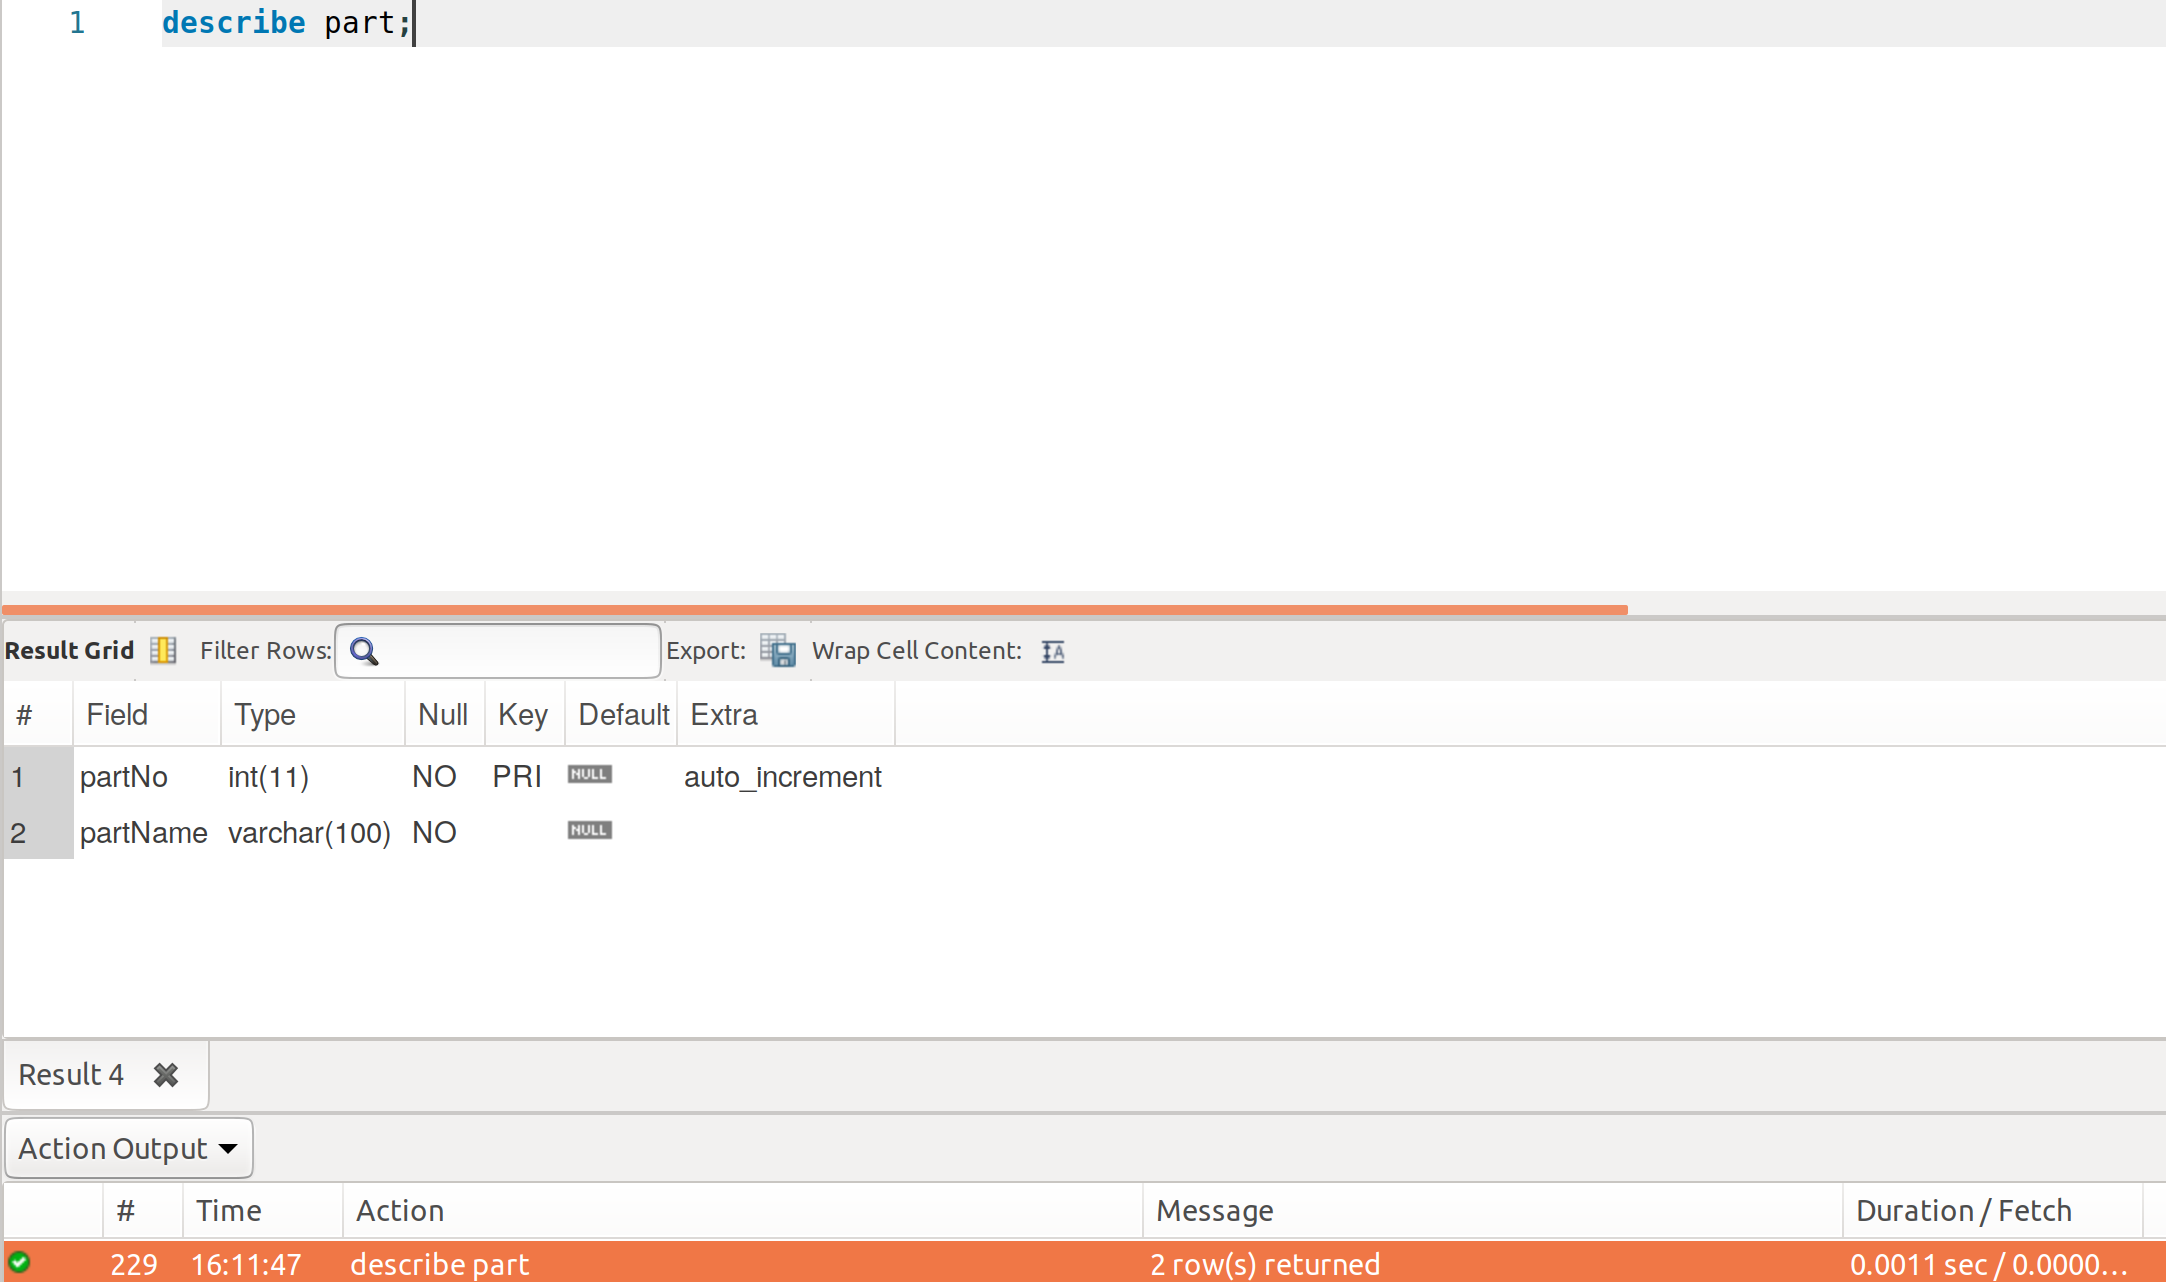 1 describe part;
Result Grid Filter Rows: Export: Wrap Cell Content: A
# Field Type Null Key Default Extra
1 partNo int(11) NO PRI NULL auto_increment
2 partName varchar(100) NO NULL
Result 4
Action Output
# Time Action Message Duration / Fetch
229 16:11:47 describe part 2 row(s) returned 0.0011 sec / 0.0000...